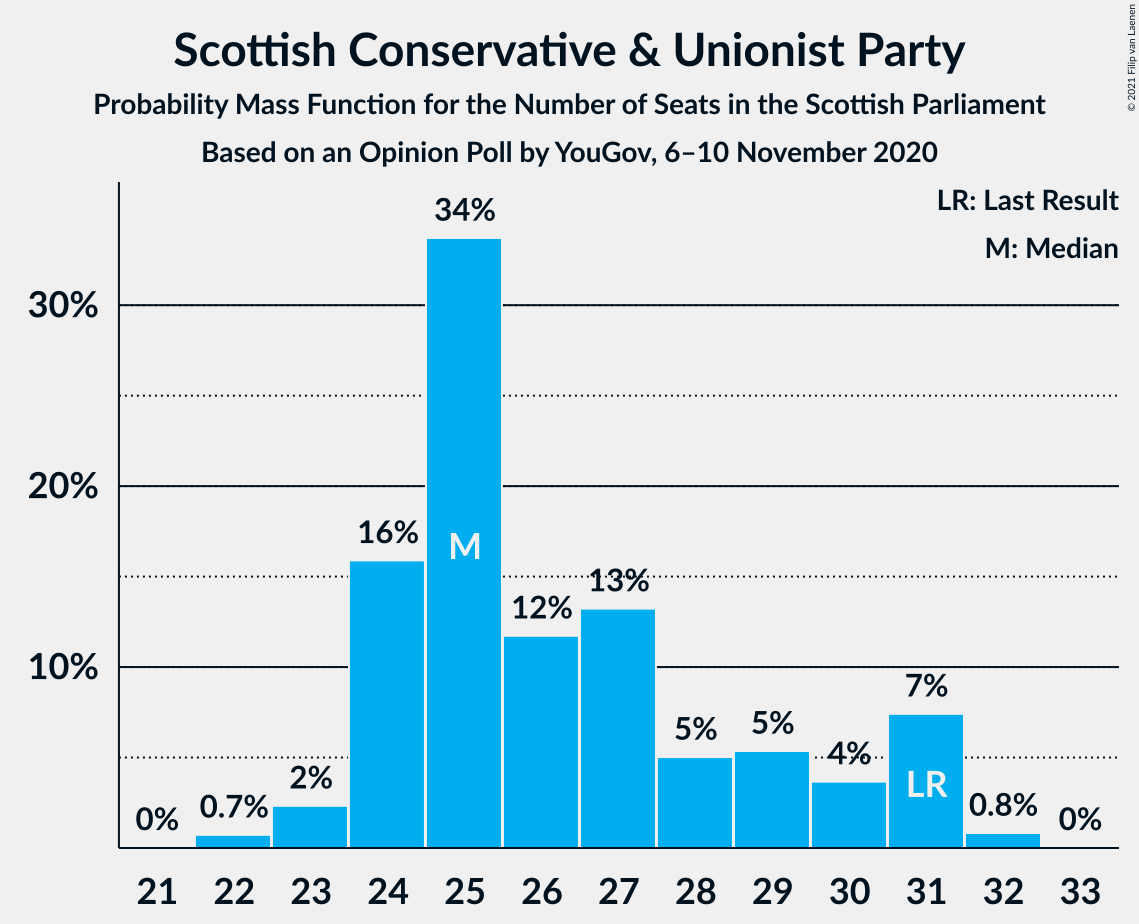 Scottish Conservative & Unionist Party
Probability Mass Function for the Number of Seats in the Scottish Parliament
Based on an Opinion Poll by YouGov, 6–10 November 2020
© 2021 Filip van Laenen
LR: Last Result
M: Median
34%
30%
20%
16%
M
13%
12%
10%
7%
5%
5%
4%
LR
2%
0.7%
0.8%
0%
0%
21 22 23 24 25 26 27 28 29 30 31 32 33